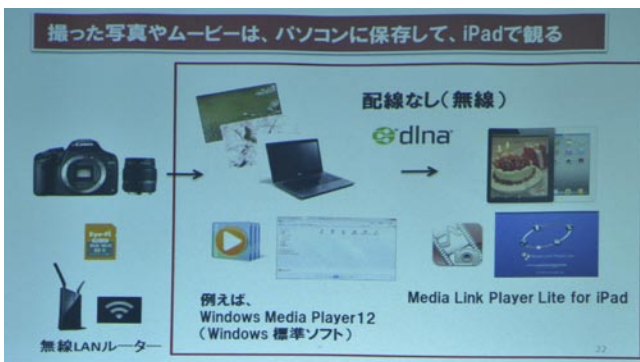 撮った写真やムービーは、パソコンに保存して、iPadで観る
配線なし(無線)
dlna
Canon
Eye-Fi
例えば、
Windows Media Player12
(Windows 標準ソフト)
Media Link Player Lite for iPad
無線LANルーター
22